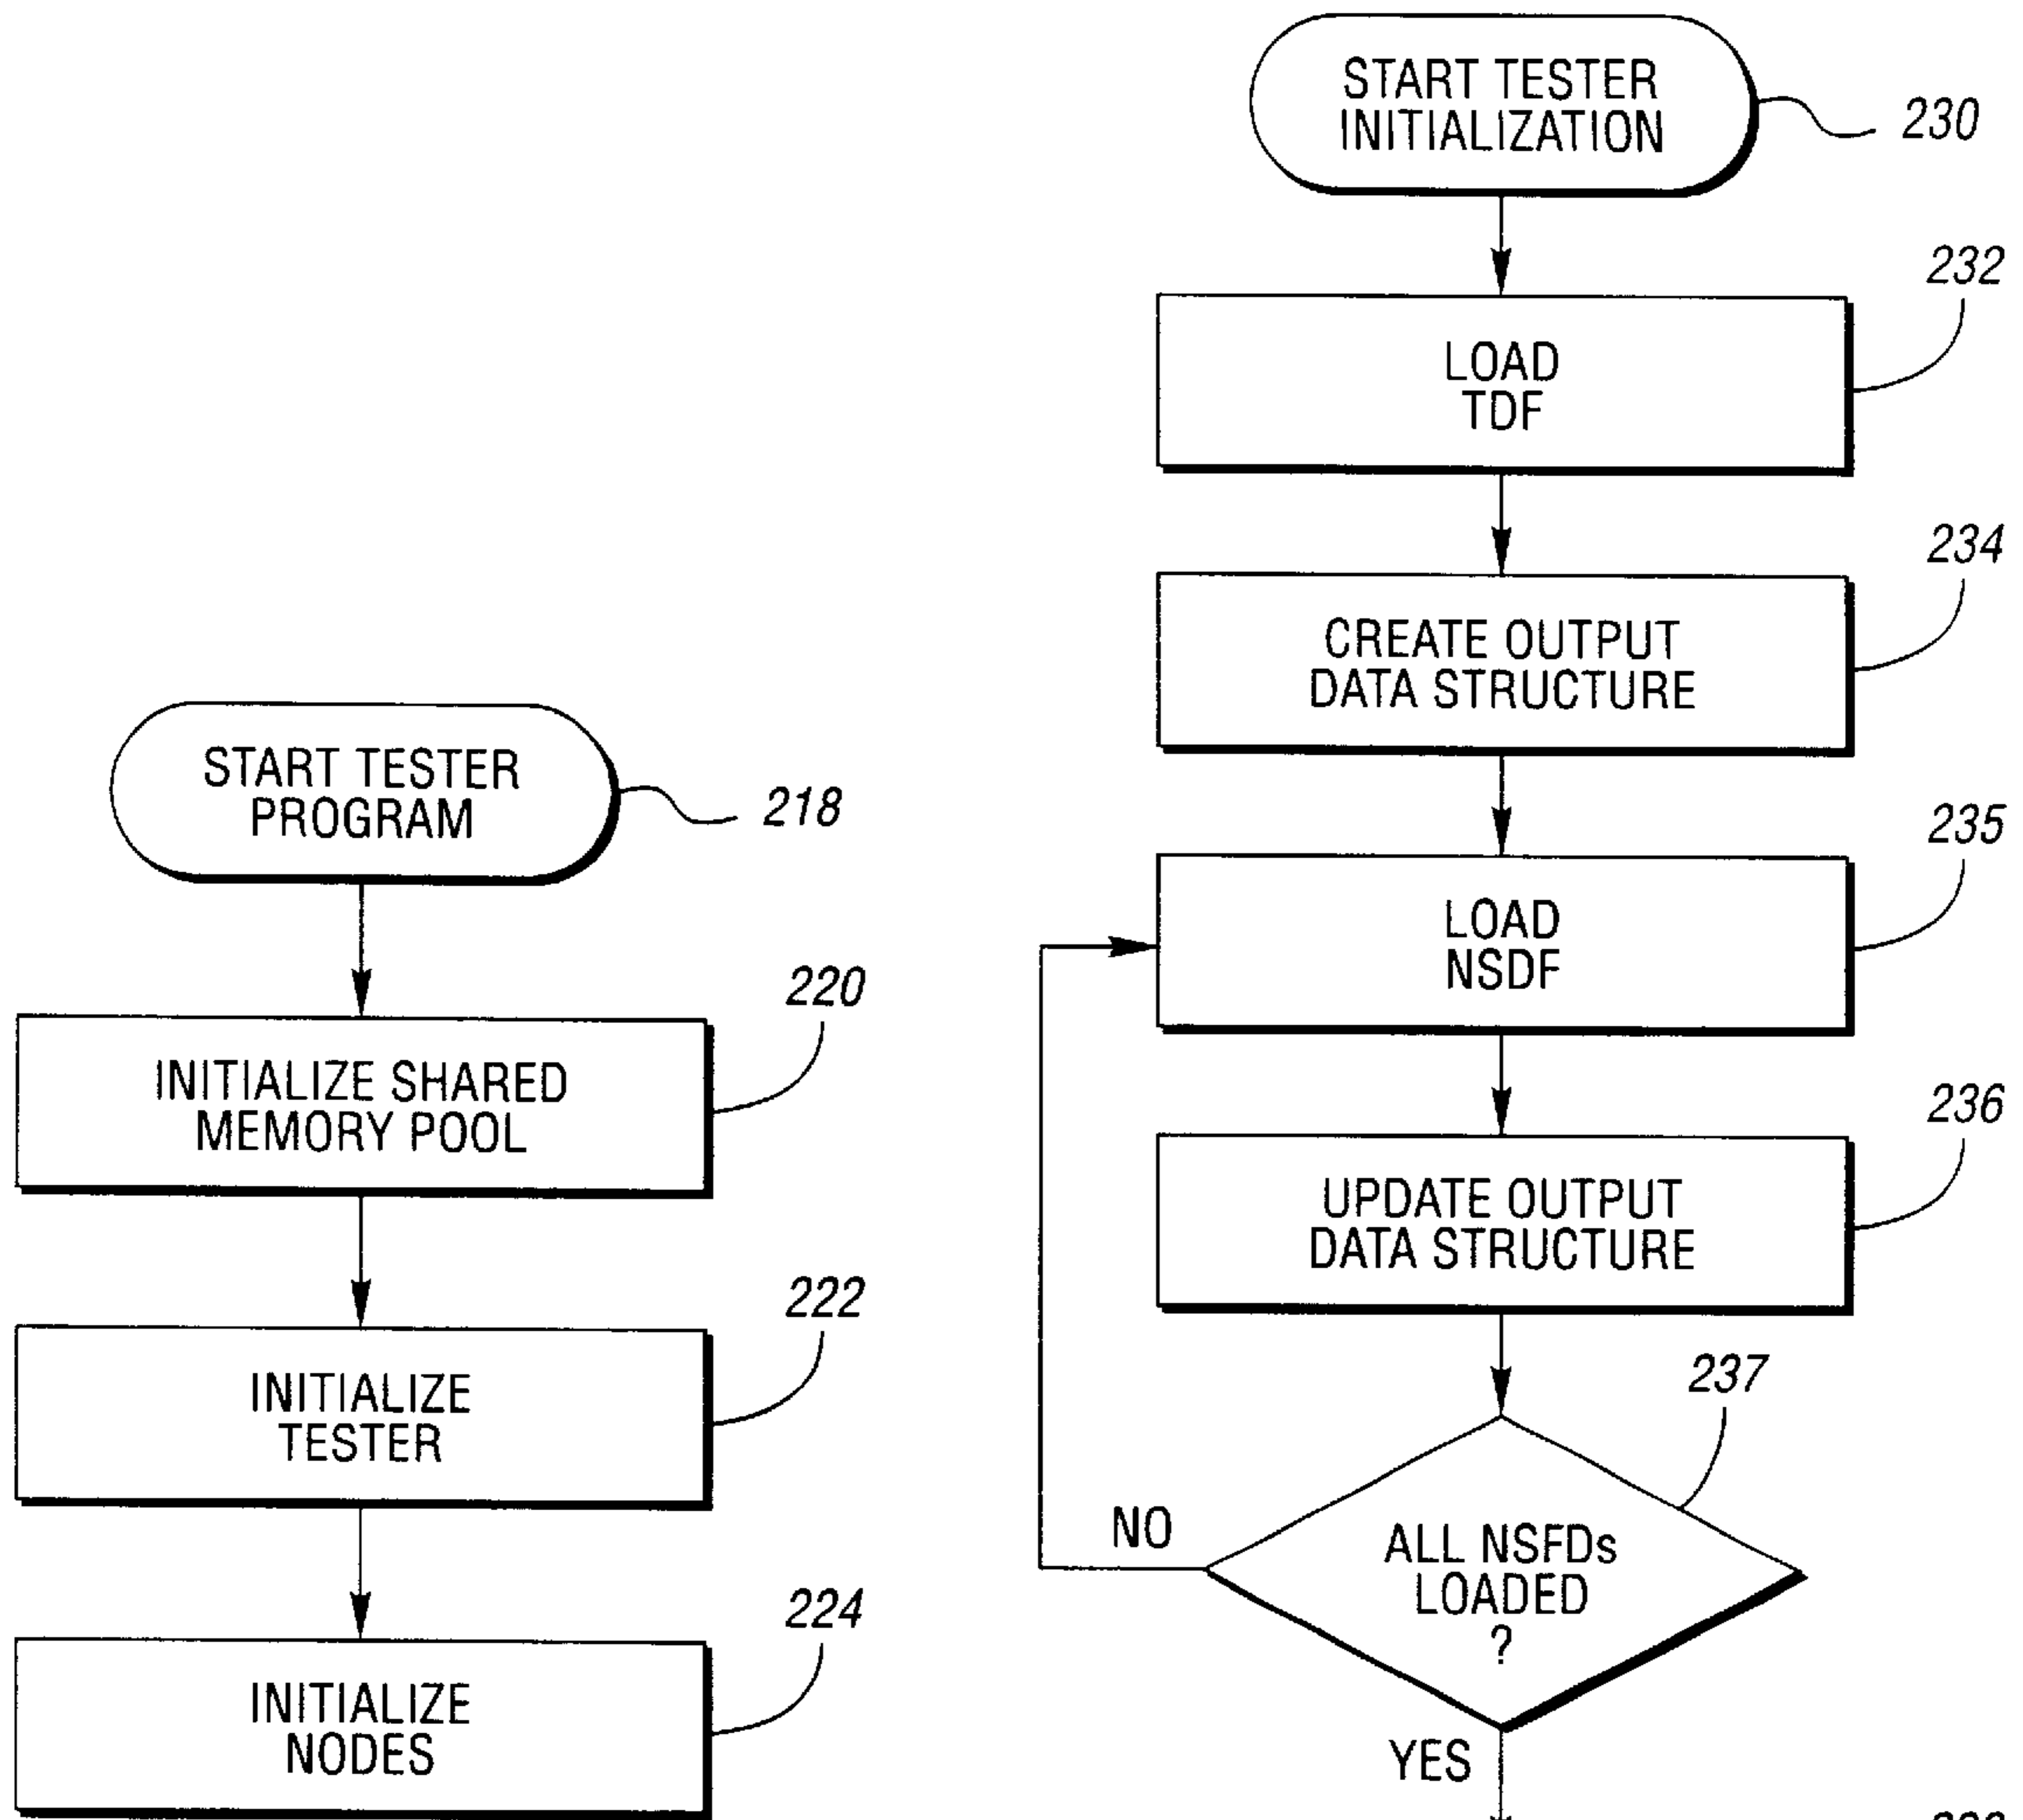 START TESTER
PROGRAM
218
220
INITIALIZE SHARED
MEMORY POOL
222
INITIALIZE
TESTER
224
INITIALIZE
NODES
START TESTER
INITIALIZATION
230
232
LOAD
TDF
234
CREATE OUTPUT
DATA STRUCTURE
235
LOAD
NSDF
236
UPDATE OUTPUT
DATA STRUCTURE
237
NO
ALL NSFDs
LOADED
?
YES